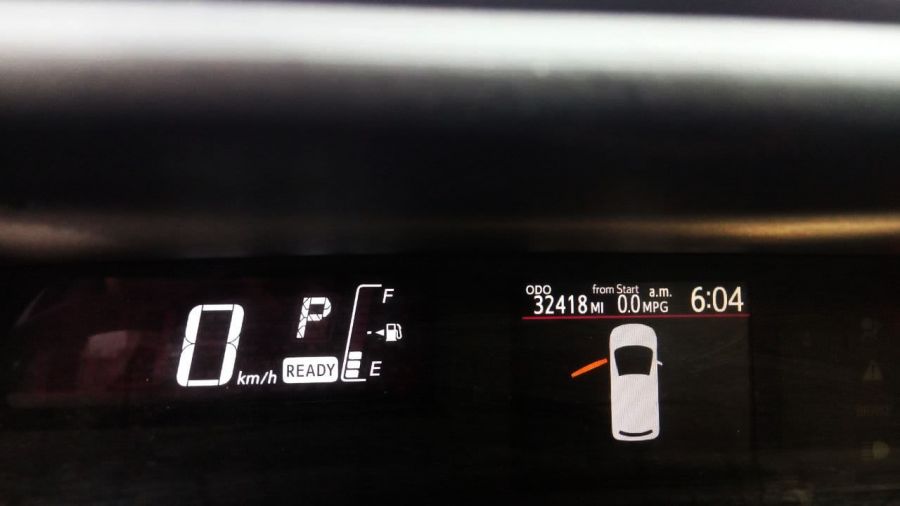 0 km/h
P
READY
F
E
ODO from Start a.m.
32418 MI 0.0 MPG 6:04